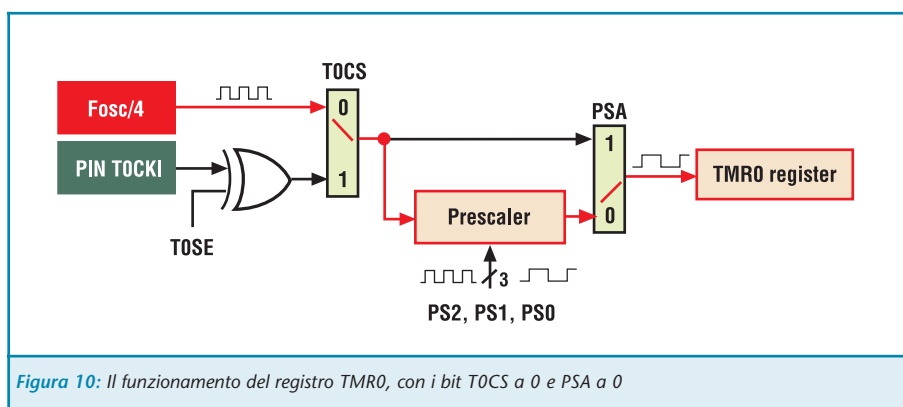 T0CS
Fosc/4
0
PSA
PIN T0CKI
1
1
TMR0 register
Prescaler
0
T0SE
3
PS2, PS1, PS0
Figura 10: Il funzionamento del registro TMR0, con i bit T0CS a 0 e PSA a 0